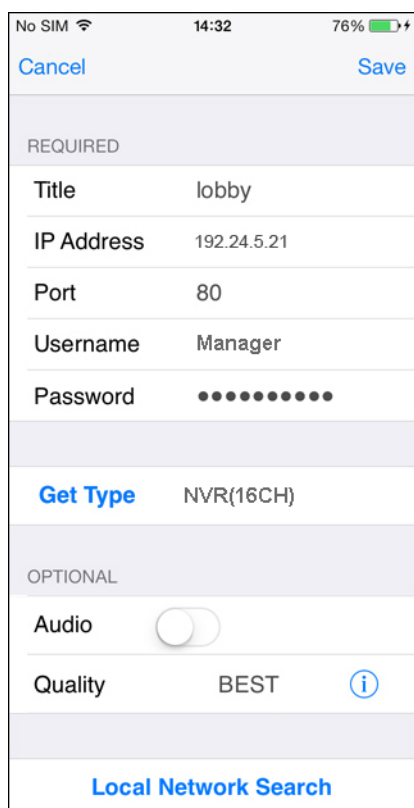 No SIM 14:32 76%
Cancel Save
REQUIRED
Title lobby
IP Address 192.24.5.21
Port 80
Username Manager
Password ●●●●●●●●●●
Get Type NVR(16CH)
OPTIONAL
Audio
Quality BEST i
Local Network Search